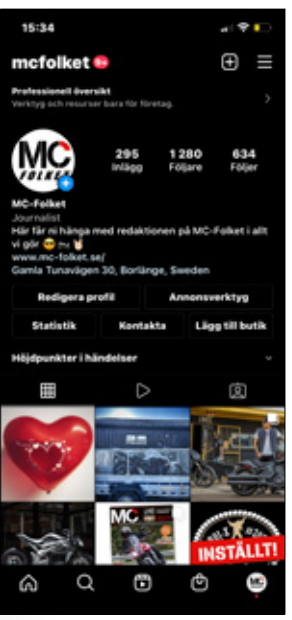 15:34
mcfolket 9+
Professionell översikt
Verktyg och resurser bara för företag.
MC
FOLKET
295 1 280 634
Inlägg Följare Följer
MC-Folket
Journalist
Här får ni hänga med redaktionen på MC-Folket i allt
vi gör
www.mc-folket.se/
Gamla Tunavägen 30, Borlänge, Sweden
Redigera profil Annonsverktyg
Statistik Kontakta Lägg till butik
Höjdpunkter i händelser
MC
INSTÄLLT!